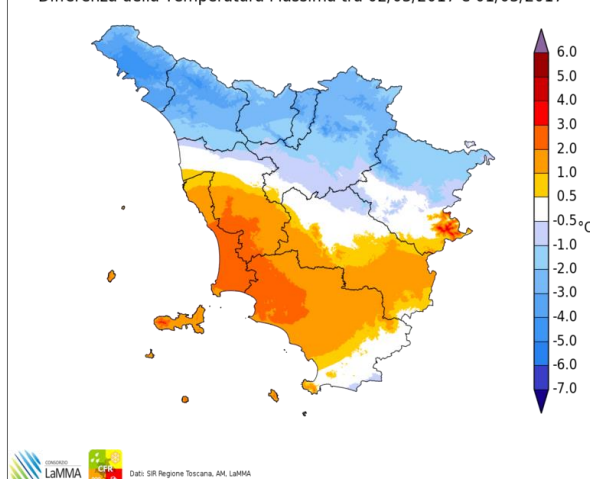 Differenza della Temperatura Massima tra 02/03/2017 e 01/03/2017
6.0
5.0
4.0
3.0
2.0
1.0
0.5
-0.5
°C
-1.0
-2.0
-3.0
-4.0
-5.0
-6.0
-7.0
CONSORZIO
LaMMA
CFR
Dati: SIR Regione Toscana, AM, LaMMA